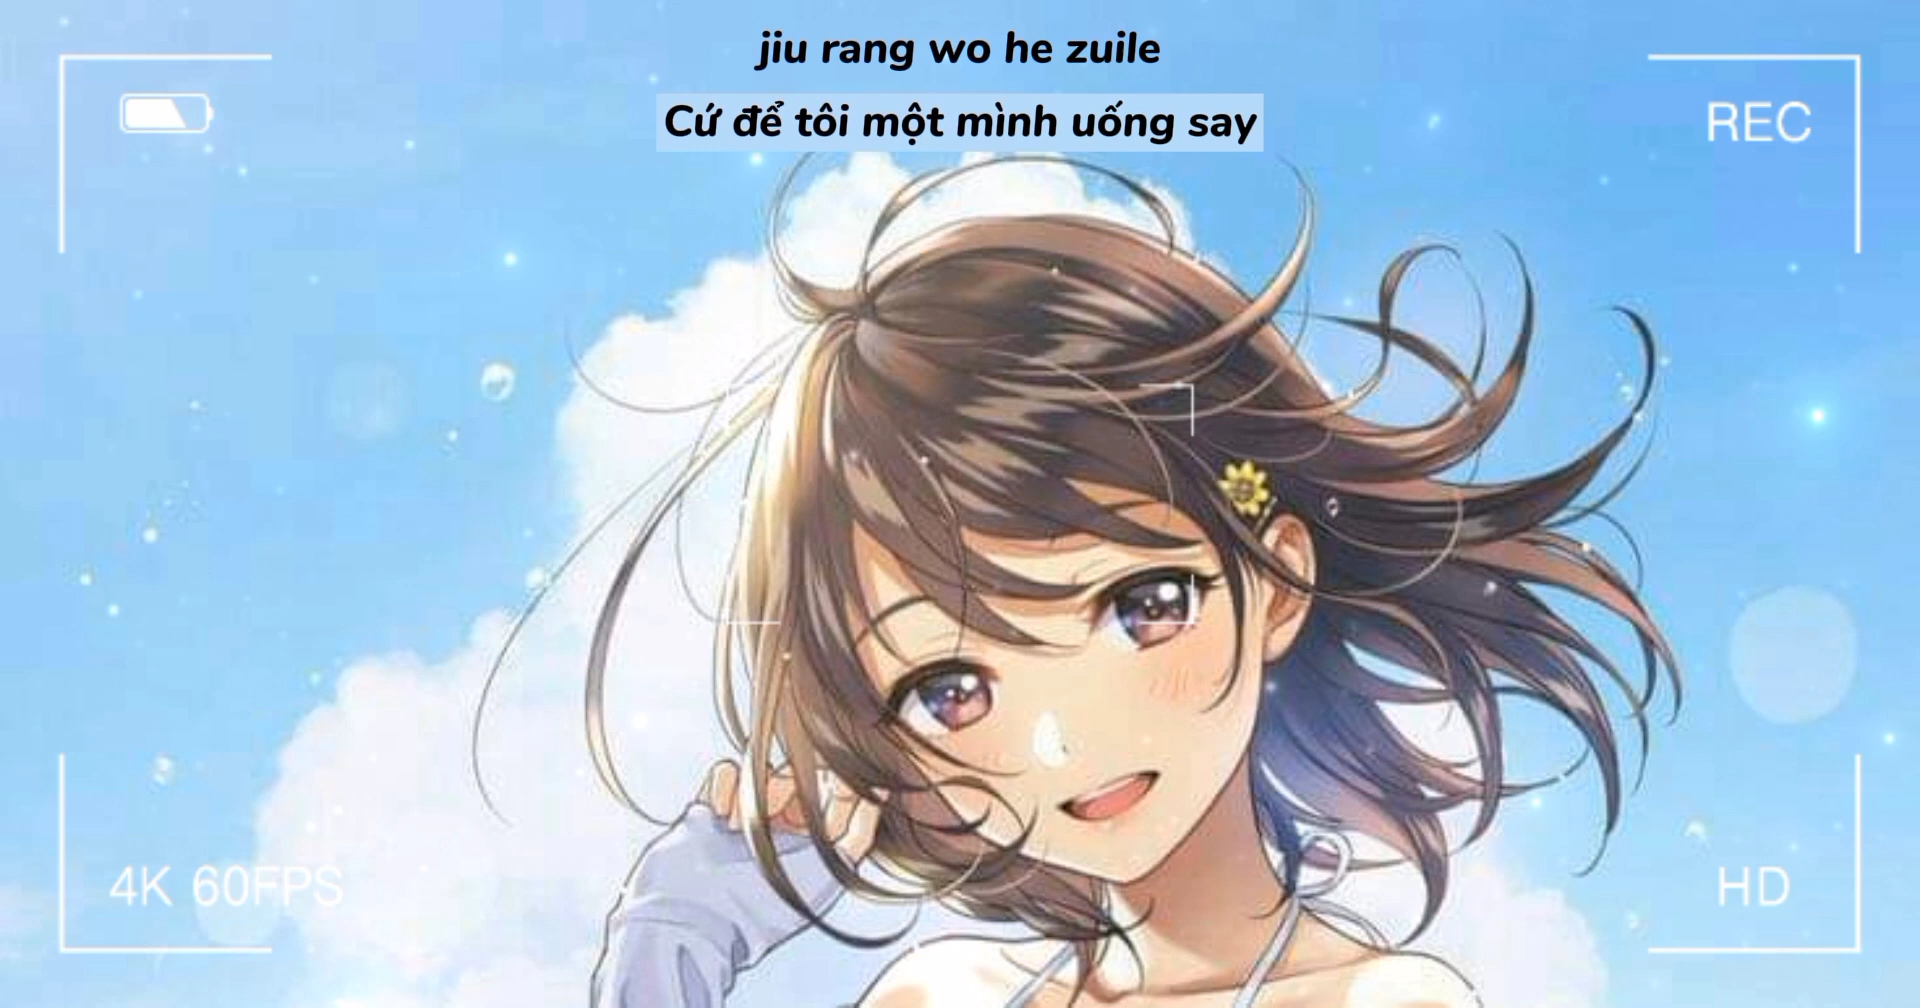 jiu rang wo he zuile
Cứ để tôi một mình uống say
REC
4K 60FPS
HD